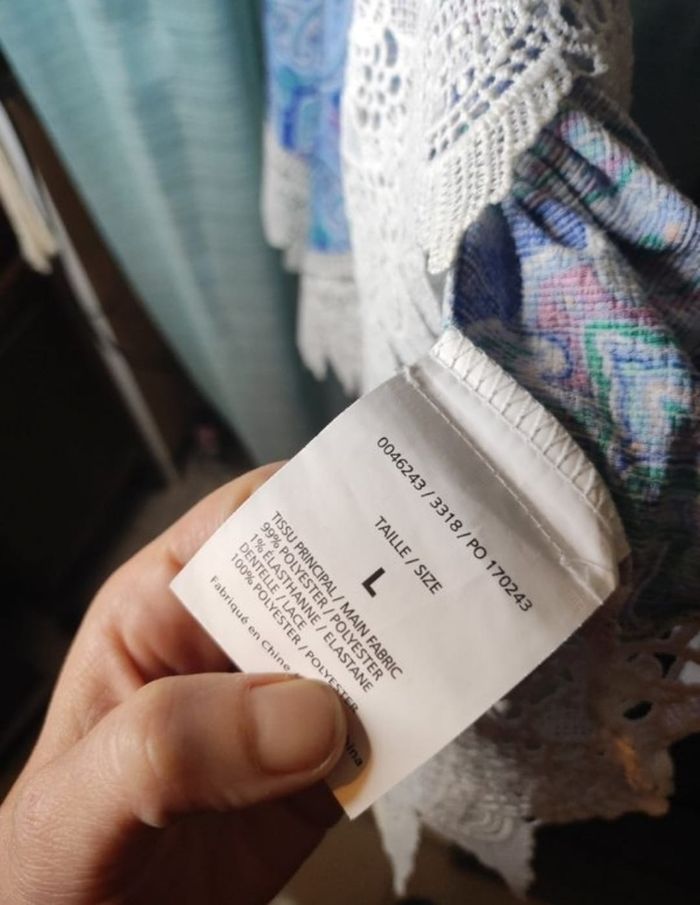 0046243 / 3318 / PO 170243
TAILLE / SIZE
L
TISSU PRINCIPAL / MAIN FABRIC
99% POLYESTER / POLYESTER
1% ÉLASTHANNE / ELASTANE
DENTELLE / LACE
100% POLYESTER / POLYESTER
Fabriqué en Chine